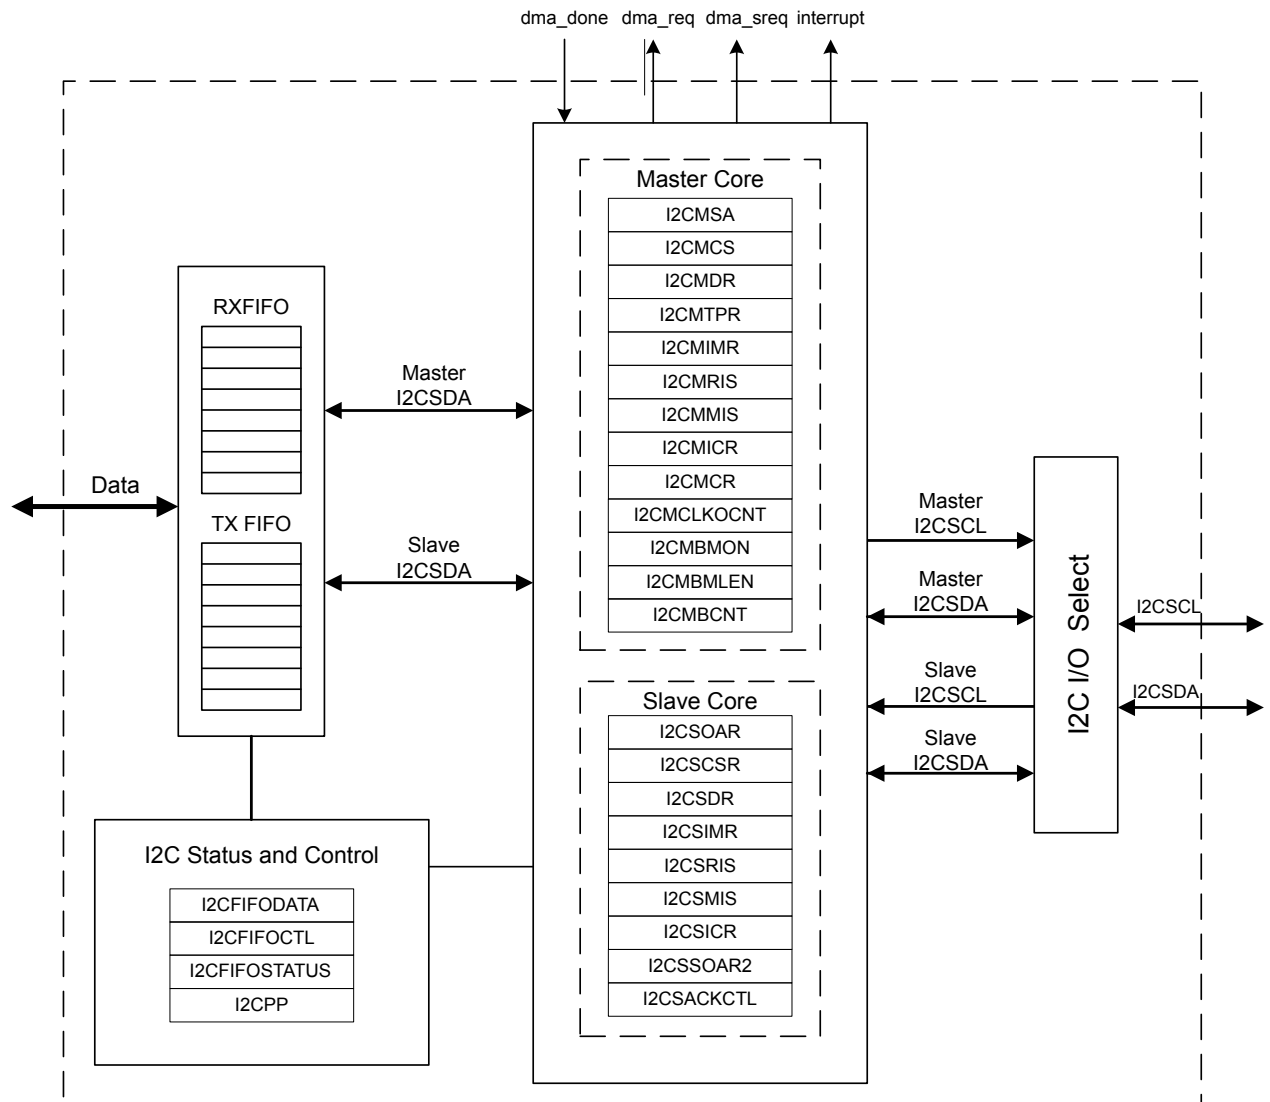 dma_done dma_req dma_sreq interrupt
Master Core
I2CMSA
I2CMCS
I2CMDR
I2CMTPR
I2CMIMR
I2CMRIS
I2CMMIS
I2CMICR
I2CMCR
I2CMCLKOCNT
I2CMBMON
I2CMBMLEN
I2CMBCNT
Slave Core
I2CSOAR
I2CSCSR
I2CSDR
I2CSIMR
I2CSRIS
I2CSMIS
I2CSICR
I2CSSOAR2
I2CSACKCTL
RXFIFO
TX FIFO
Data
Master
I2CSDA
Slave
I2CSDA
I2C Status and Control
I2CFIFODATA
I2CFIFOCTL
I2CFIFOSTATUS
I2CPP
Master
I2CSCL
Master
I2CSDA
Slave
I2CSCL
Slave
I2CSDA
I2C I/O Select
I2CSCL
I2CSDA